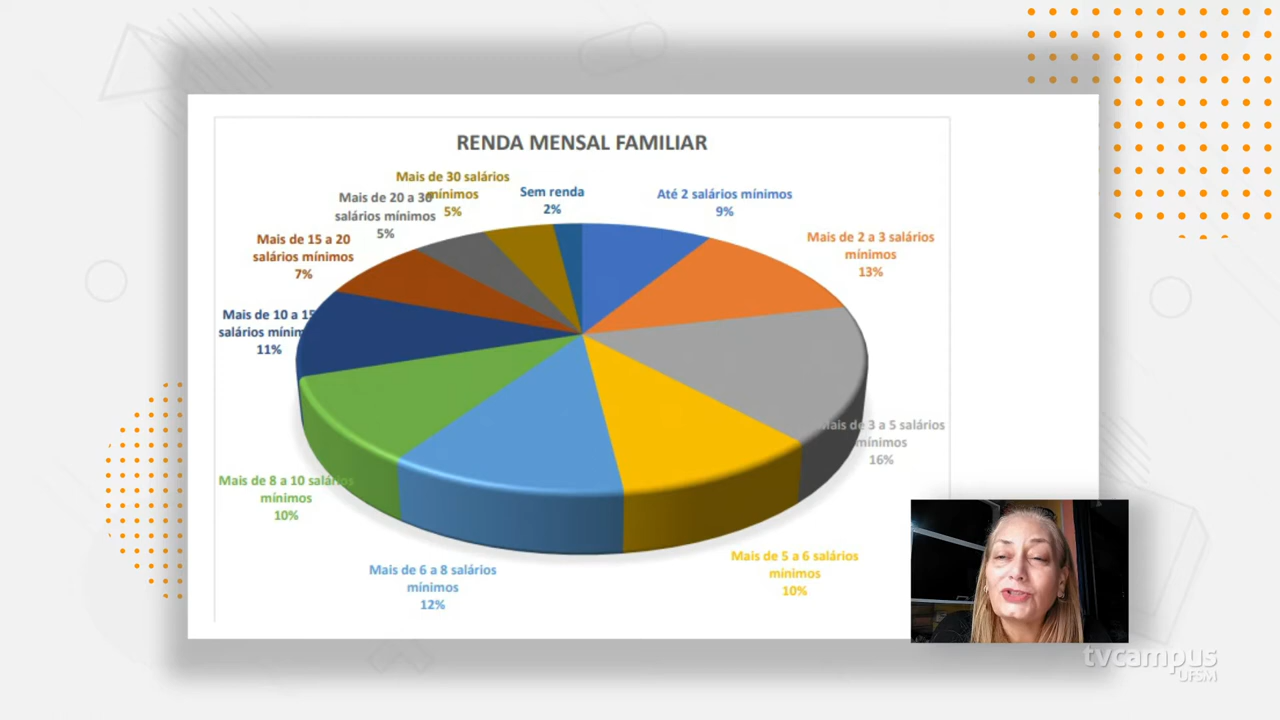 RENDA MENSAL FAMILIAR
Mais de 30 salários
mínimos
5%
Sem renda
2%
Até 2 salários mínimos
9%
Mais de 20 a 30
salários mínimos
5%
Mais de 2 a 3 salários
mínimos
13%
Mais de 15 a 20
salários mínimos
7%
Mais de 10 a 15
salários mínimos
11%
Mais de 3 a 5 salários
mínimos
16%
Mais de 8 a 10 salários
mínimos
10%
Mais de 5 a 6 salários
mínimos
10%
Mais de 6 a 8 salários
mínimos
12%
tvcampus
UFSM